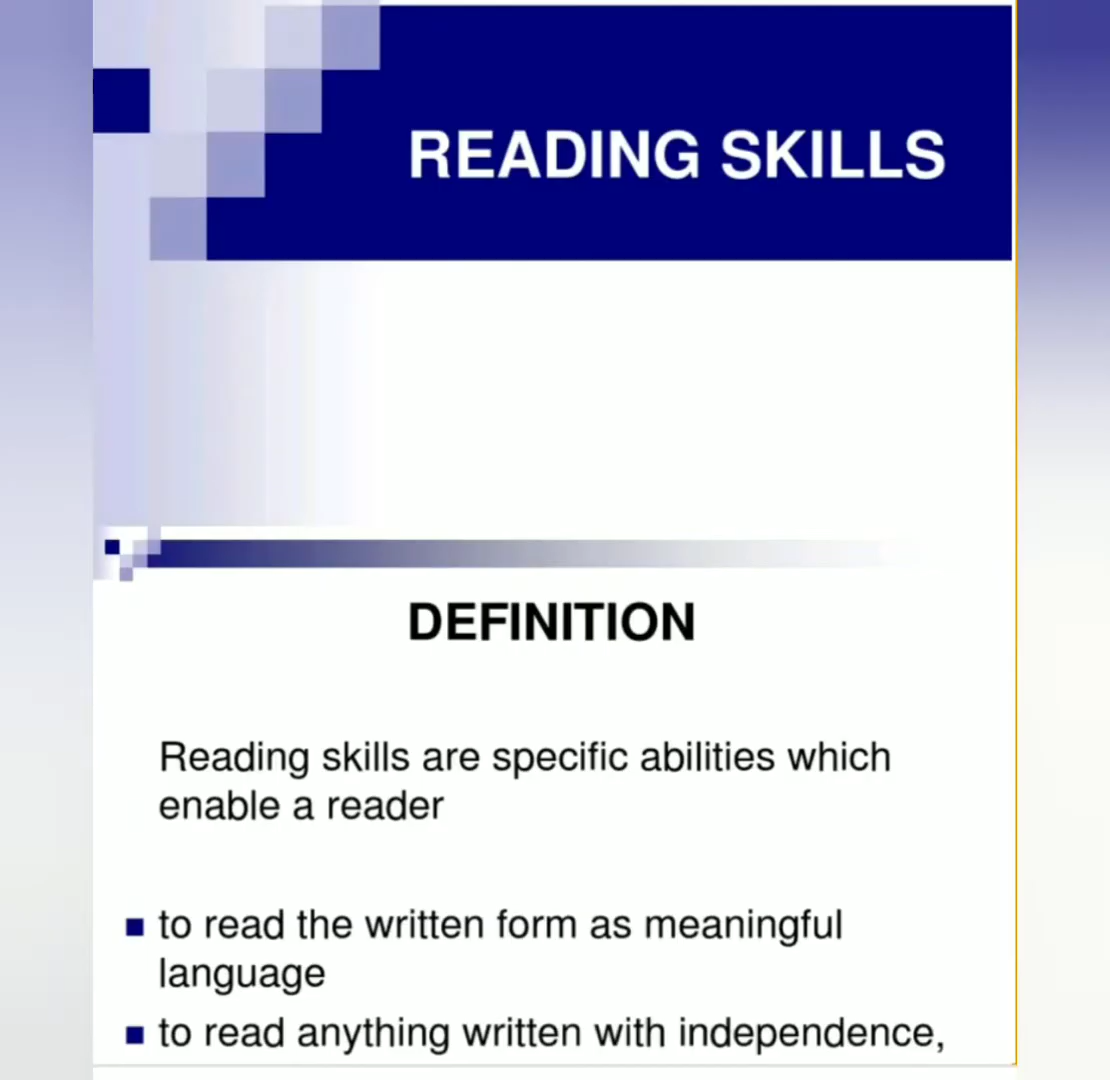 READING SKILLS
DEFINITION
Reading skills are specific abilities which
enable a reader
to read the written form as meaningful
language
to read anything written with independence,